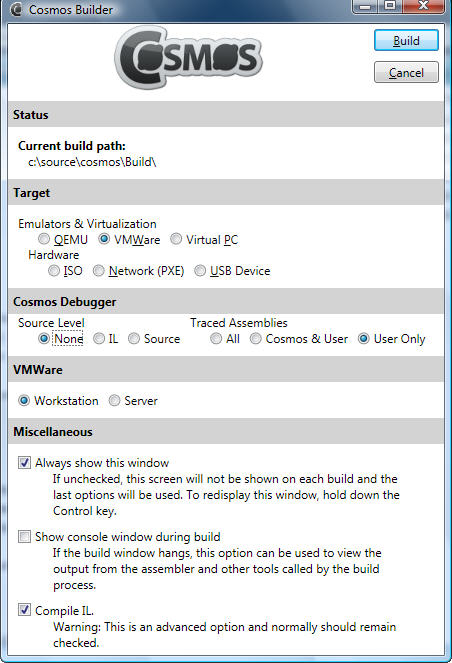 Cosmos Builder
COSMOS
Build
Cancel
Status
Current build path:
c:\source\cosmos\Build\
Target
Emulators & Virtualization
QEMU VMWare Virtual PC
Hardware
ISO Network (PXE) USB Device
Cosmos Debugger
Source Level Traced Assemblies
None IL Source All Cosmos & User User Only
VMWare
Workstation Server
Miscellaneous
Always show this window
If unchecked, this screen will not be shown on each build and the
last options will be used. To redisplay this window, hold down the
Control key.
Show console window during build
If the build window hangs, this option can be used to view the
output from the assembler and other tools called by the build
process.
Compile IL.
Warning: This is an advanced option and normally should remain
checked.